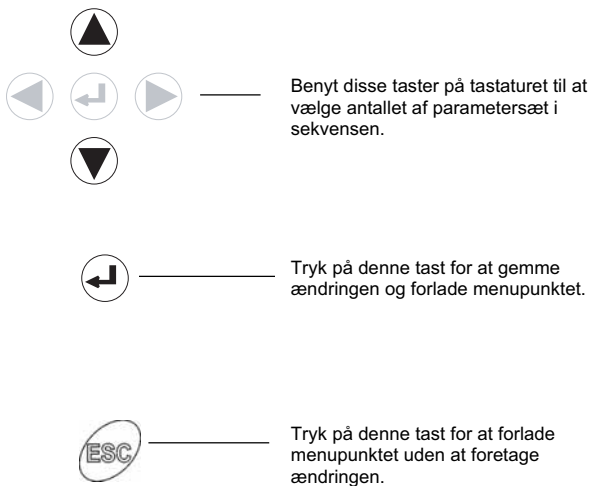 Benyt disse taster på tastaturet til at
vælge antallet af parametersæt i
sekvensen.
Tryk på denne tast for at gemme
ændringen og forlade menupunktet.
ESC
Tryk på denne tast for at forlade
menupunktet uden at foretage
ændringen.